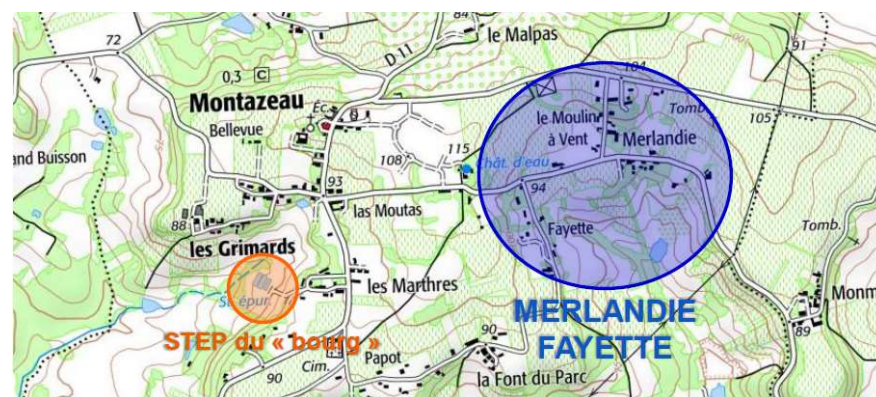 84
le Malpas
72
D 11
91
0,3 C
104
Montazeau
Éc.
le Moulin
à Vent
Tomb.
105
Bellevue
Merlandie
and Buisson
108
115
Chât. d'eau
93
94
las Moutas
88
Fayette
Tomb.
les Grimards
les Marthres
St. épur.
Monm
MERLANDIE
FAYETTE
STEP du « bourg »
90
89
Cim.
Papot
90
la Font du Parc